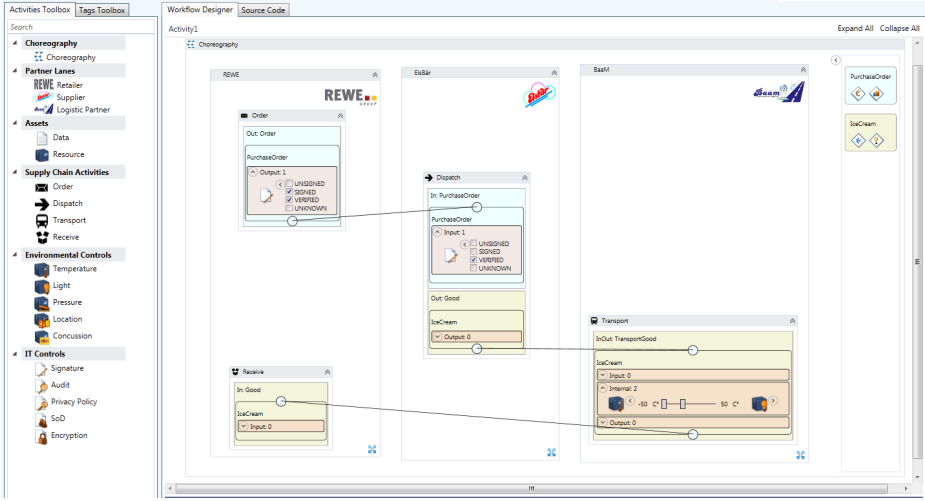 Activities Toolbox
Tags Toolbox
Search
Choreography
Choreography
Partner Lanes
REWE Retailer
Supplier
Logistic Partner
Assets
Data
Resource
Supply Chain Activities
Order
Dispatch
Transport
Receive
Environmental Controls
Temperature
Light
Pressure
Location
Concussion
IT Controls
Signature
Audit
Privacy Policy
SoD
Encryption
Workflow Designer
Source Code
Activity1
Expand All Collapse All
Choreography
REWE
REWE
GROUP
Order
Out: Order
PurchaseOrder
Output: 1
UNSIGNED
SIGNED
VERIFIED
UNKNOWN
Receive
In: Good
IceCream
Input: 0
EisBär
Eisbär
Dispatch
In: PurchaseOrder
PurchaseOrder
Input: 1
UNSIGNED
SIGNED
VERIFIED
UNKNOWN
Out: Good
IceCream
Output: 0
BaaM
Baam
Transport
InOut: TransportGood
IceCream
Input: 0
Internal: 2
-50 C° 50 C°
Output: 0
PurchaseOrder
IceCream